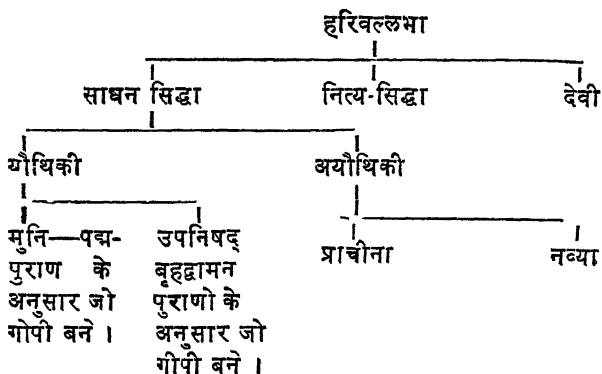 हरिवल्लभा
साधन सिद्धा नित्य-सिद्धा देवी
यौथिकी अयौथिकी
मुनि—पद्म- उपनिषद् प्राचीना नव्या
पुराण के बृहद्वामन
अनुसार जो पुराणो के
गोपी बने । अनुसार जो
गीपी बने ।